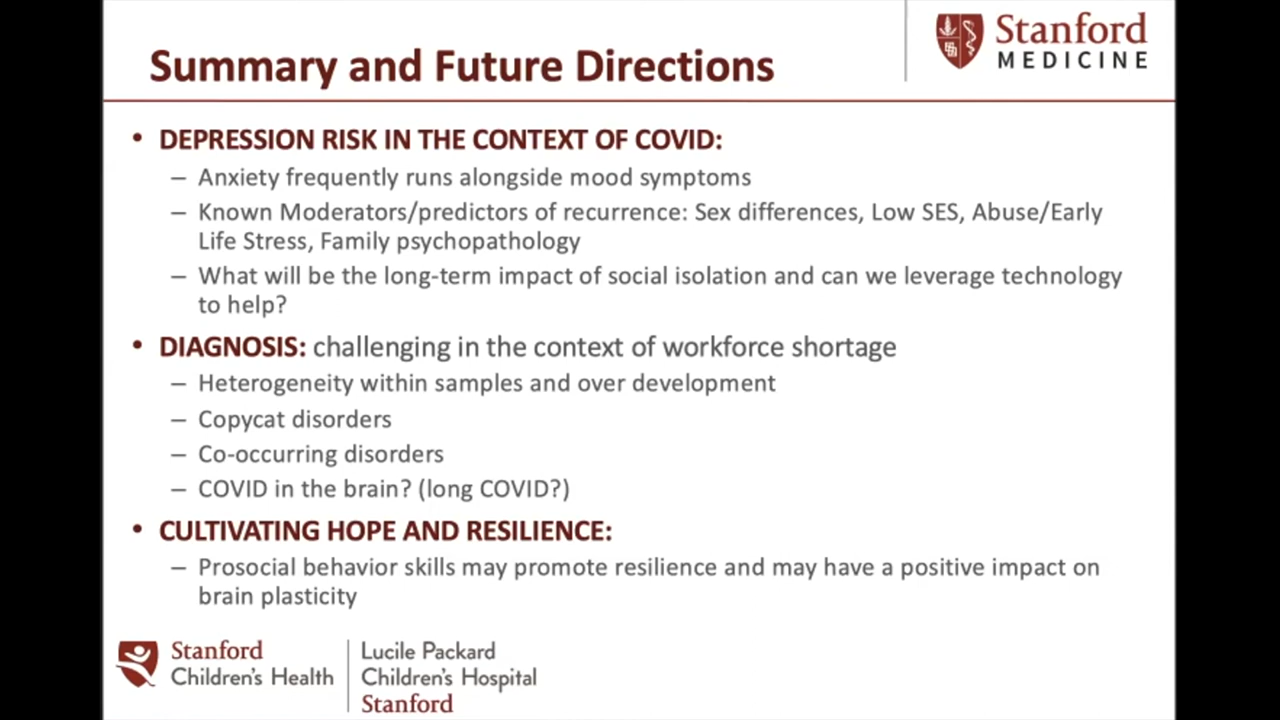 Summary and Future Directions
Stanford
MEDICINE
• DEPRESSION RISK IN THE CONTEXT OF COVID:
– Anxiety frequently runs alongside mood symptoms
– Known Moderators/predictors of recurrence: Sex differences, Low SES, Abuse/Early
Life Stress, Family psychopathology
– What will be the long-term impact of social isolation and can we leverage technology
to help?
• DIAGNOSIS: challenging in the context of workforce shortage
– Heterogeneity within samples and over development
– Copycat disorders
– Co-occurring disorders
– COVID in the brain? (long COVID?)
• CULTIVATING HOPE AND RESILIENCE:
– Prosocial behavior skills may promote resilience and may have a positive impact on
brain plasticity
Stanford
Children's Health
Lucile Packard
Children's Hospital
Stanford